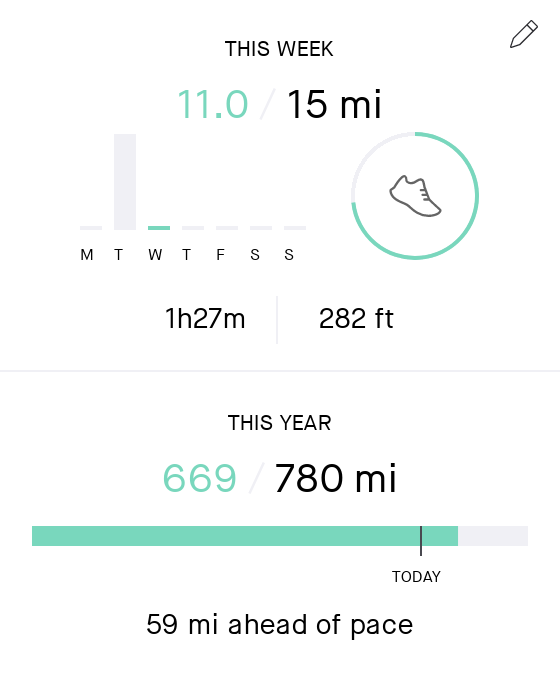 THIS WEEK
11.0 / 15 mi
M T W T F S S
1h27m 282 ft
THIS YEAR
669 / 780 mi
TODAY
59 mi ahead of pace